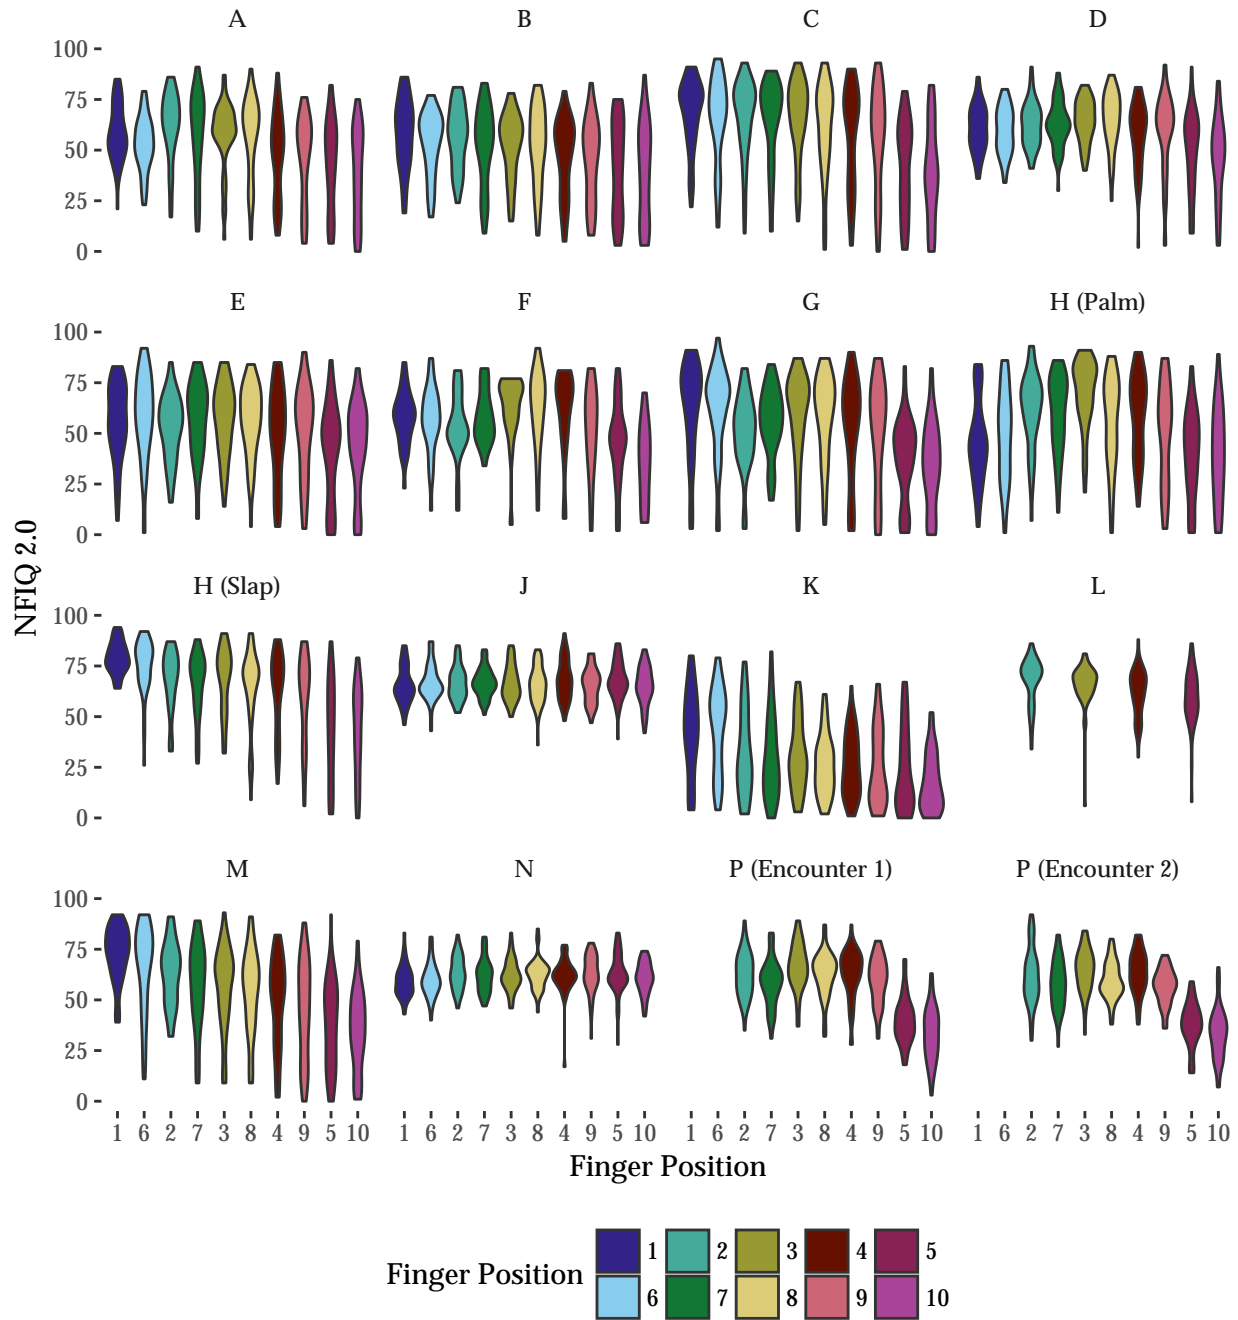 A B C D
100
75
50
25
0
E F G H (Palm)
100
75
50
25
0
NFIQ 2.0
H (Slap) J K L
100
75
50
25
0
M N P (Encounter 1) P (Encounter 2)
100
75
50
25
0
1 6 2 7 3 8 4 9 5 10 1 6 2 7 3 8 4 9 5 10 1 6 2 7 3 8 4 9 5 10 1 6 2 7 3 8 4 9 5 10
Finger Position
Finger Position
1 2 3 4 5
6 7 8 9 10